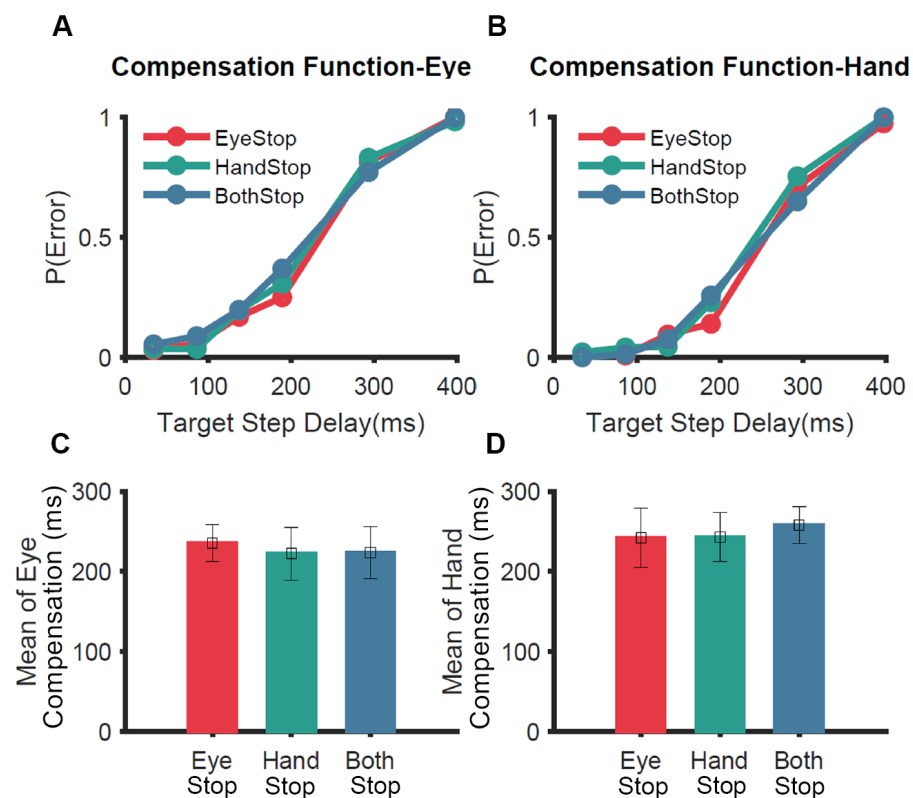 A
B
Compensation Function-Eye
Compensation Function-Hand
1
EyeStop
HandStop
BothStop
0.5
P(Error)
0
0
100
200
300
400
Target Step Delay(ms)
1
EyeStop
HandStop
BothStop
0.5
P(Error)
0
0
100
200
300
400
Target Step Delay(ms)
C
D
300
200
100
0
Mean of Eye
Compensation (ms)
Eye
Stop
Hand
Stop
Both
Stop
300
200
100
0
Mean of Hand
Compensation (ms)
Eye
Stop
Hand
Stop
Both
Stop